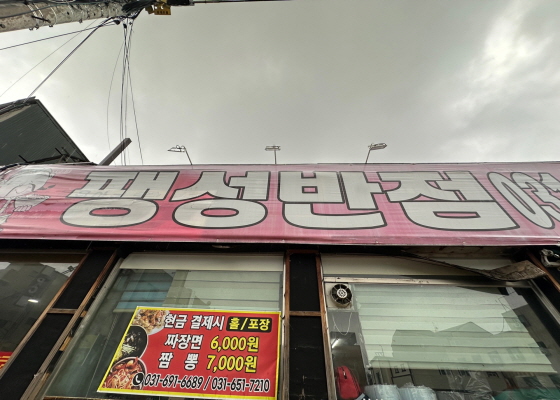 팽성반점 031
현금 결제시 홀/포장
짜장면 6,000원
짬뽕 7,000원
031-691-6689 / 031-651-7210